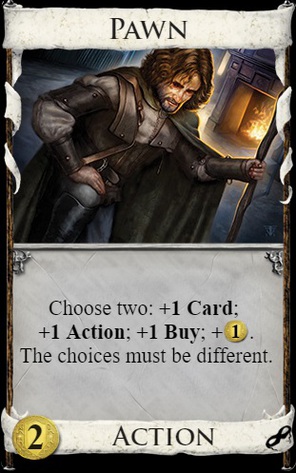 PAWN
Choose two: +1 Card;
+1 Action; +1 Buy; +1.
The choices must be different.
2 ACTION